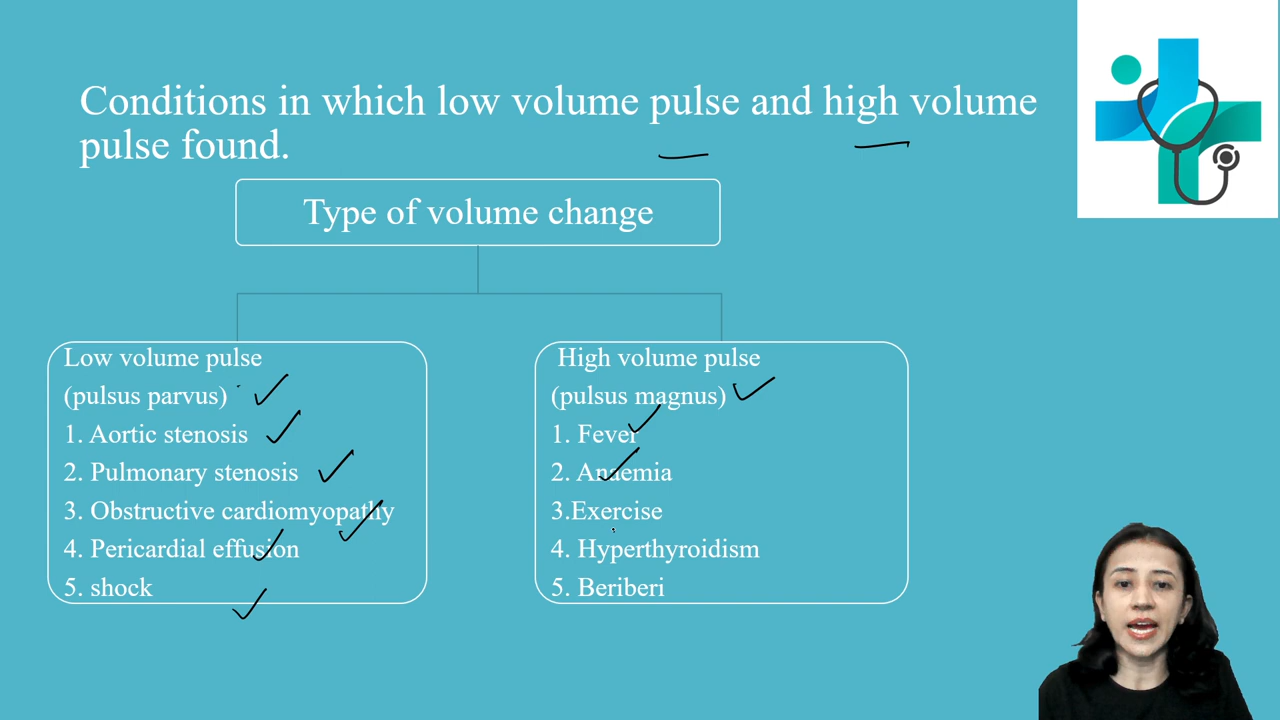 Conditions in which low volume pulse and high volume
pulse found.
Type of volume change
Low volume pulse
(pulsus parvus)
1. Aortic stenosis
2. Pulmonary stenosis
3. Obstructive cardiomyopathy
4. Pericardial effusion
5. shock
High volume pulse
(pulsus magnus)
1. Fever
2. Anaemia
3.Exercise
4. Hyperthyroidism
5. Beriberi